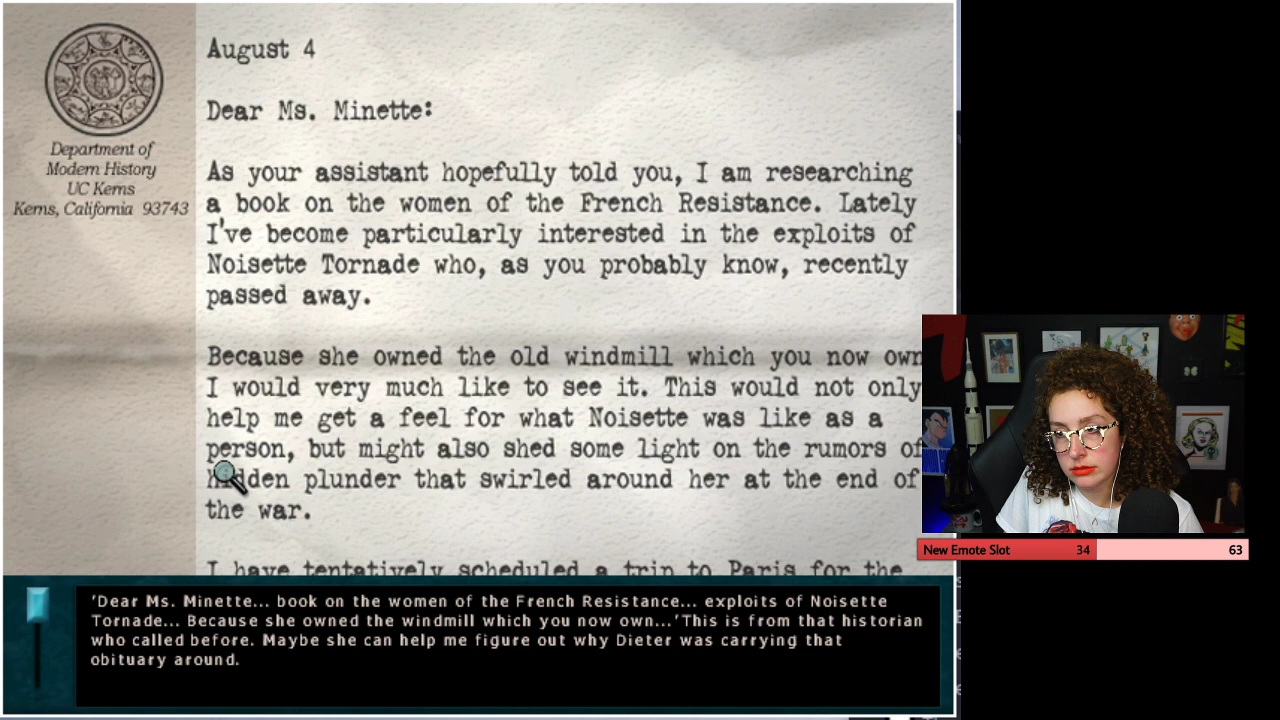 August 4
Dear Ms. Minette:
Department of
Modern History
UC Kerns
Kerns, California 93743
As your assistant hopefully told you, I am researching
a book on the women of the French Resistance. Lately
I've become particularly interested in the exploits of
Noisette Tornade who, as you probably know, recently
passed away.
Because she owned the old windmill which you now own
I would very much like to see it. This would not only
help me get a feel for what Noisette was like as a
person, but might also shed some light on the rumors of
hidden plunder that swirled around her at the end of
the war.
I have tentatively scheduled a trip to Paris for the
New Emote Slot 34 63
'Dear Ms. Minette... book on the women of the French Resistance... exploits of Noisette
Tornade... Because she owned the windmill which you now own...'This is from that historian
who called before. Maybe she can help me figure out why Dieter was carrying that
obituary around.